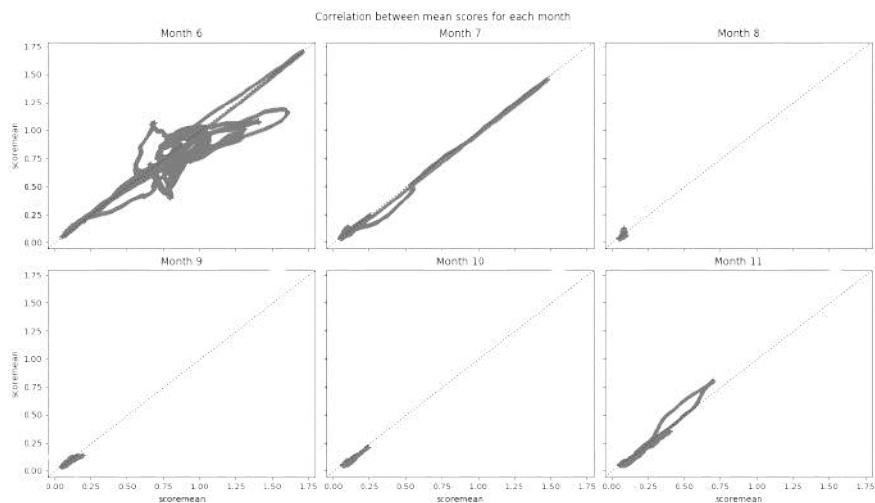 Correlation between mean scores for each month
Month 6
Month 7
Month 8
1.75
1.50
1.25
1.00
0.75
0.50
0.25
0.00
scoremean
Month 9
Month 10
Month 11
1.75
1.50
1.25
1.00
0.75
0.50
0.25
0.00
0.00 0.25 0.50 0.75 1.00 1.25 1.50 1.75
0.00 0.25 0.50 0.75 1.00 1.25 1.50 1.75
0.00 0.25 0.50 0.75 1.00 1.25 1.50 1.75
scoremean
scoremean
scoremean
scoremean